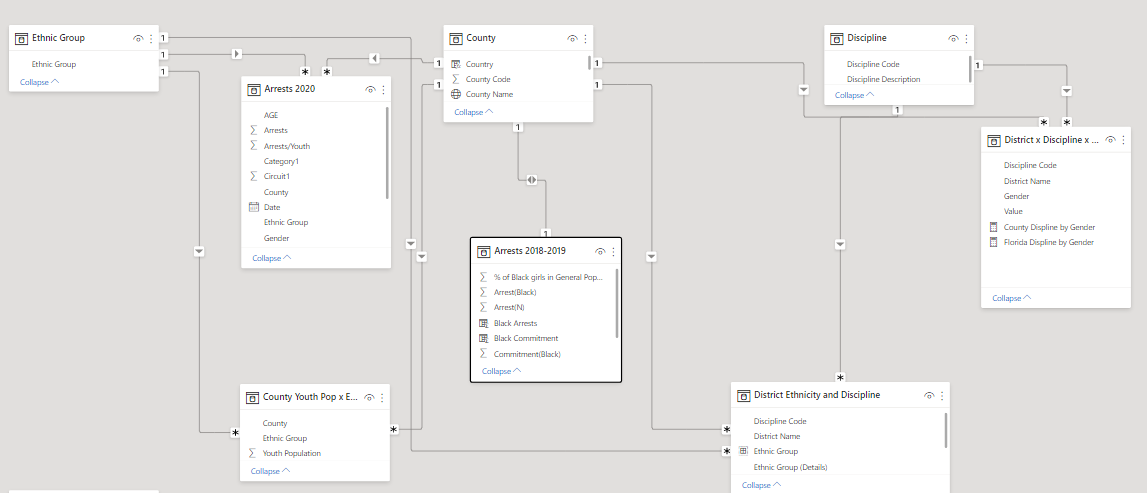 Ethnic Group
Ethnic Group
Collapse
1
1
1
Arrests 2020
AGE
Arrests
Arrests/Youth
Category1
Circuit1
County
Date
Ethnic Group
Gender
Collapse
*
*
County
Country
County Code
County Name
Collapse
1
1
1
1
1
Discipline
Discipline Code
Discipline Description
Collapse
1
1
District x Discipline x ...
Discipline Code
District Name
Gender
Value
County Displine by Gender
Florida Displine by Gender
Collapse
*
*
1
Arrests 2018-2019
% of Black girls in General Pop...
Arrest(Black)
Arrest(N)
Black Arrests
Black Commitment
Commitment(Black)
Collapse
County Youth Pop x E...
County
Ethnic Group
Youth Population
Collapse
*
*
District Ethnicity and Discipline
Discipline Code
District Name
Ethnic Group
Ethnic Group (Details)
Collapse
*
*
*